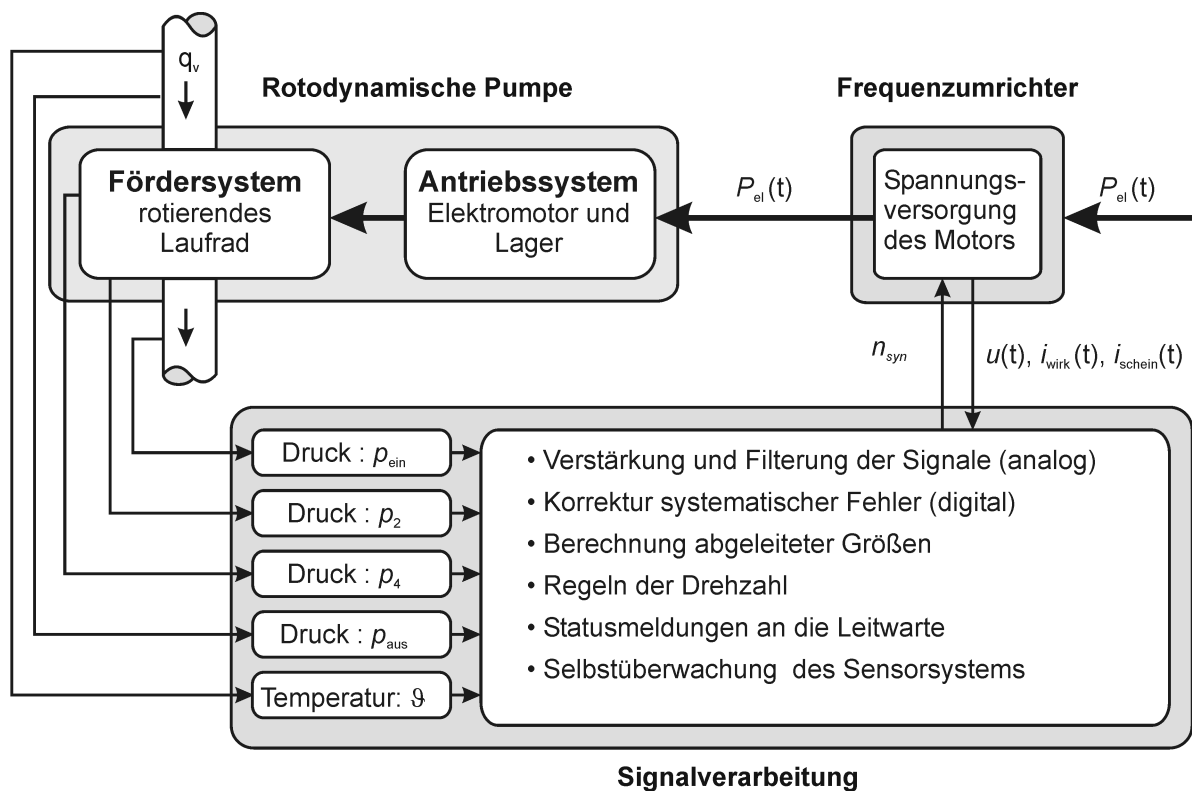 q_v
Rotodynamische Pumpe
Frequenzumrichter
Fördersystem
rotierendes
Laufrad
Antriebssystem
Elektromotor und
Lager
P_el (t)
Spannungs-
versorgung
des Motors
P_el (t)
n_syn
u(t), i_wirk (t), i_schein(t)
Druck : p_ein
Druck : p_2
Druck : p_4
Druck : p_aus
Temperatur: ϑ
• Verstärkung und Filterung der Signale (analog)
• Korrektur systematischer Fehler (digital)
• Berechnung abgeleiteter Größen
• Regeln der Drehzahl
• Statusmeldungen an die Leitwarte
• Selbstüberwachung des Sensorsystems
Signalverarbeitung